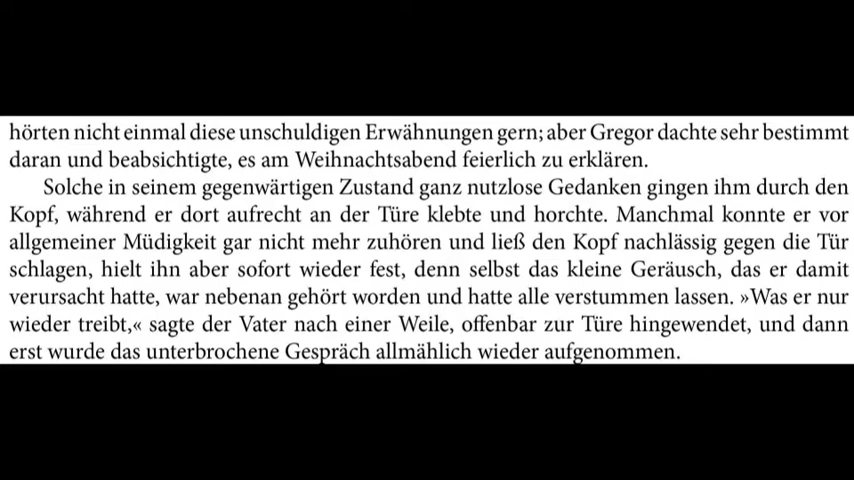 hörten nicht einmal diese unschuldigen Erwähnungen gern; aber Gregor dachte sehr bestimmt
daran und beabsichtigte, es am Weihnachtsabend feierlich zu erklären.
Solche in seinem gegenwärtigen Zustand ganz nutzlose Gedanken gingen ihm durch den
Kopf, während er dort aufrecht an der Türe klebte und horchte. Manchmal konnte er vor
allgemeiner Müdigkeit gar nicht mehr zuhören und ließ den Kopf nachlässig gegen die Tür
schlagen, hielt ihn aber sofort wieder fest, denn selbst das kleine Geräusch, das er damit
verursacht hatte, war nebenan gehört worden und hatte alle verstummen lassen. »Was er nur
wieder treibt,« sagte der Vater nach einer Weile, offenbar zur Türe hingewendet, und dann
erst wurde das unterbrochene Gespräch allmählich wieder aufgenommen.